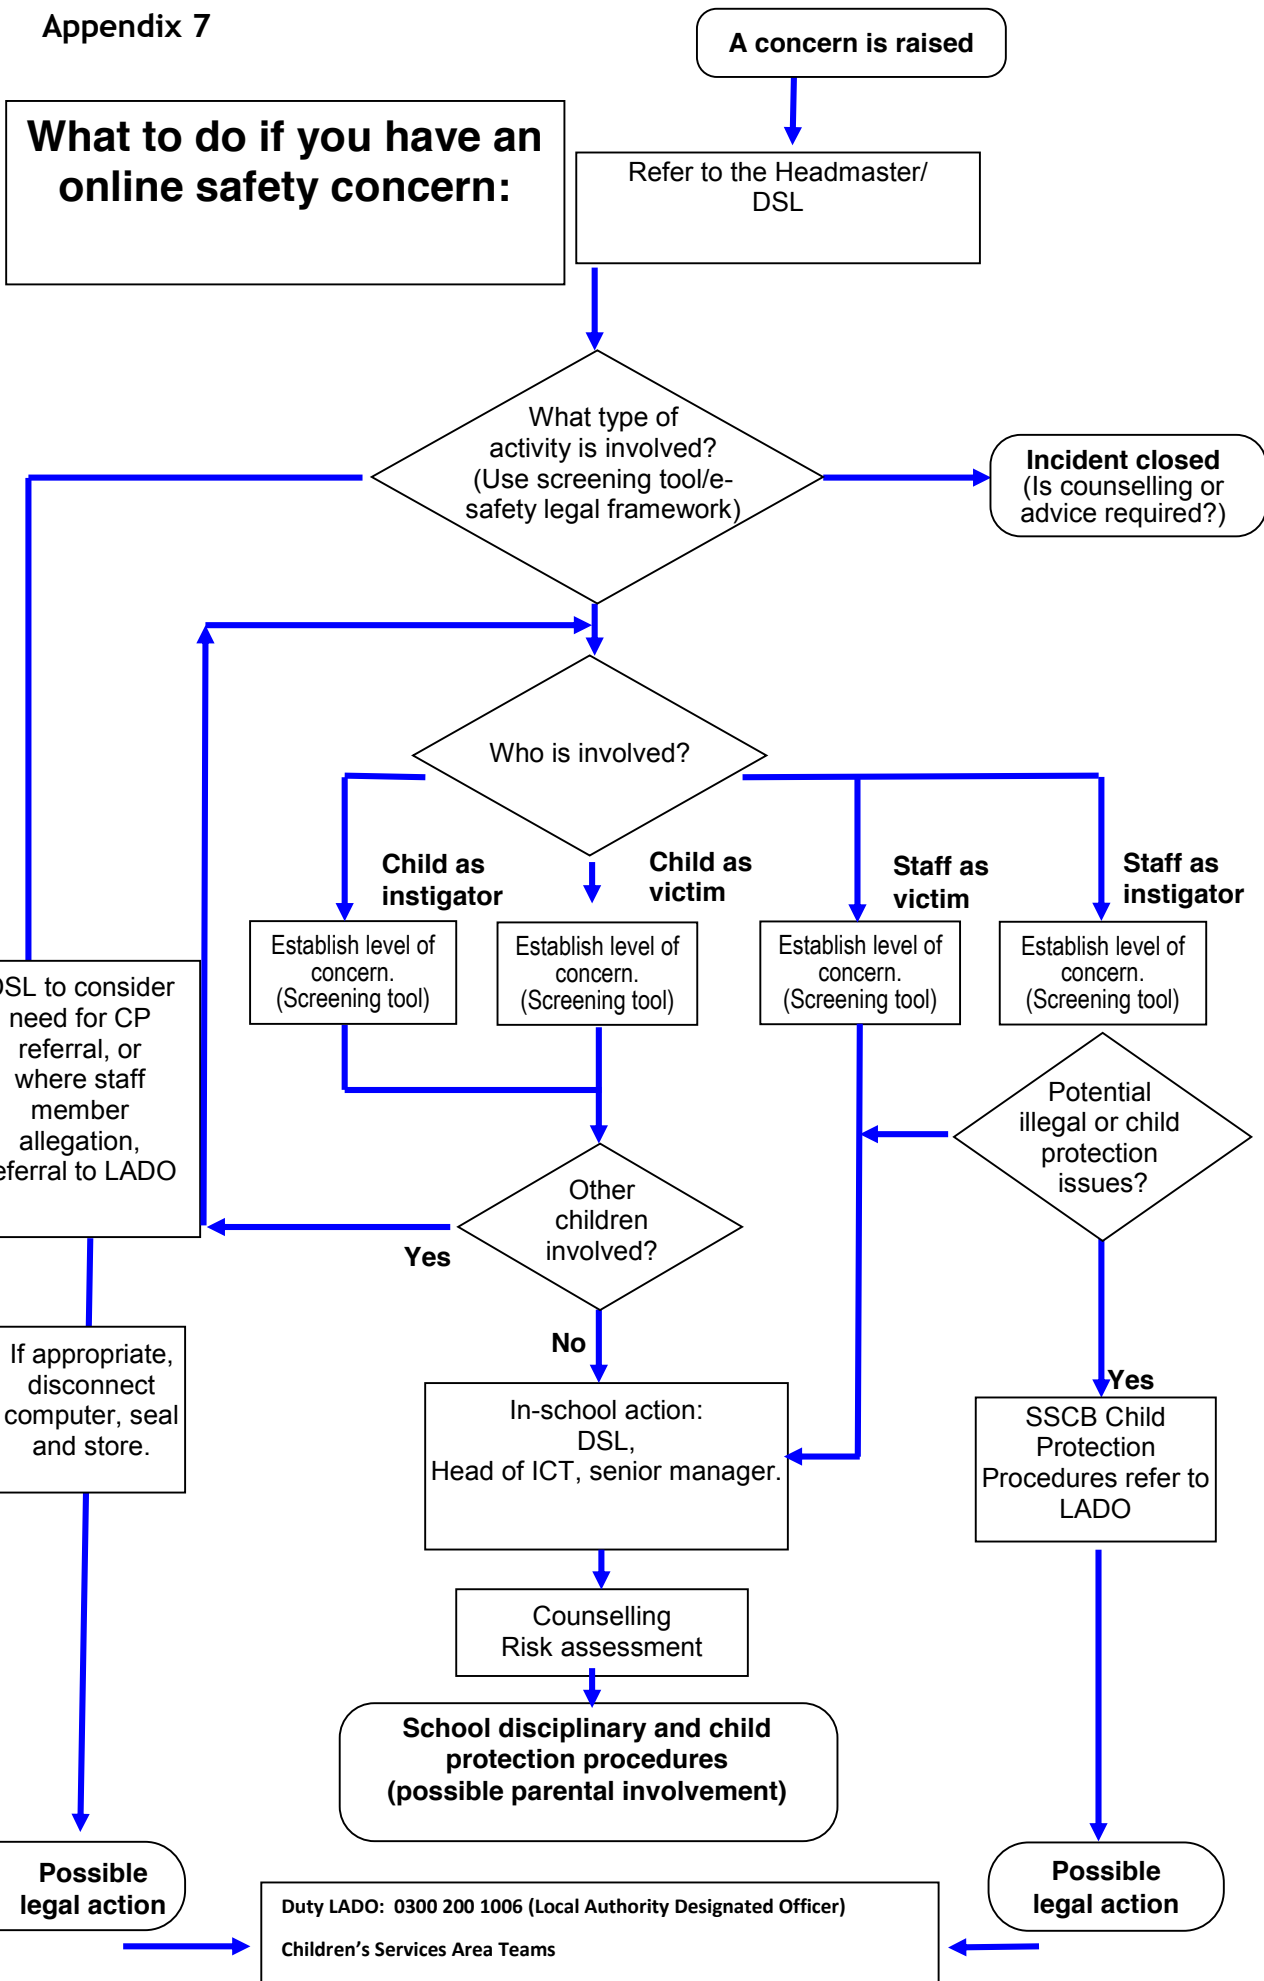 Appendix 7
A concern is raised
What to do if you have an
online safety concern:
Refer to the Headmaster/
DSL
What type of
activity is involved?
(Use screening tool/e-
safety legal framework)
Incident closed
(Is counselling or
advice required?)
Who is involved?
Child as
instigator
Child as
victim
Staff as
victim
Staff as
instigator
Establish level of
concern.
(Screening tool)
Establish level of
concern.
(Screening tool)
Establish level of
concern.
(Screening tool)
Establish level of
concern.
(Screening tool)
DSL to consider
need for CP
referral, or
where staff
member
allegation,
referral to LADO
Potential
illegal or child
protection
issues?
Other
children
involved?
Yes
No
Yes
If appropriate,
disconnect
computer, seal
and store.
In-school action:
DSL,
Head of ICT, senior manager.
SSCB Child
Protection
Procedures refer to
LADO
Counselling
Risk assessment
School disciplinary and child
protection procedures
(possible parental involvement)
Possible
legal action
Possible
legal action
Duty LADO: 0300 200 1006 (Local Authority Designated Officer)
Children's Services Area Teams